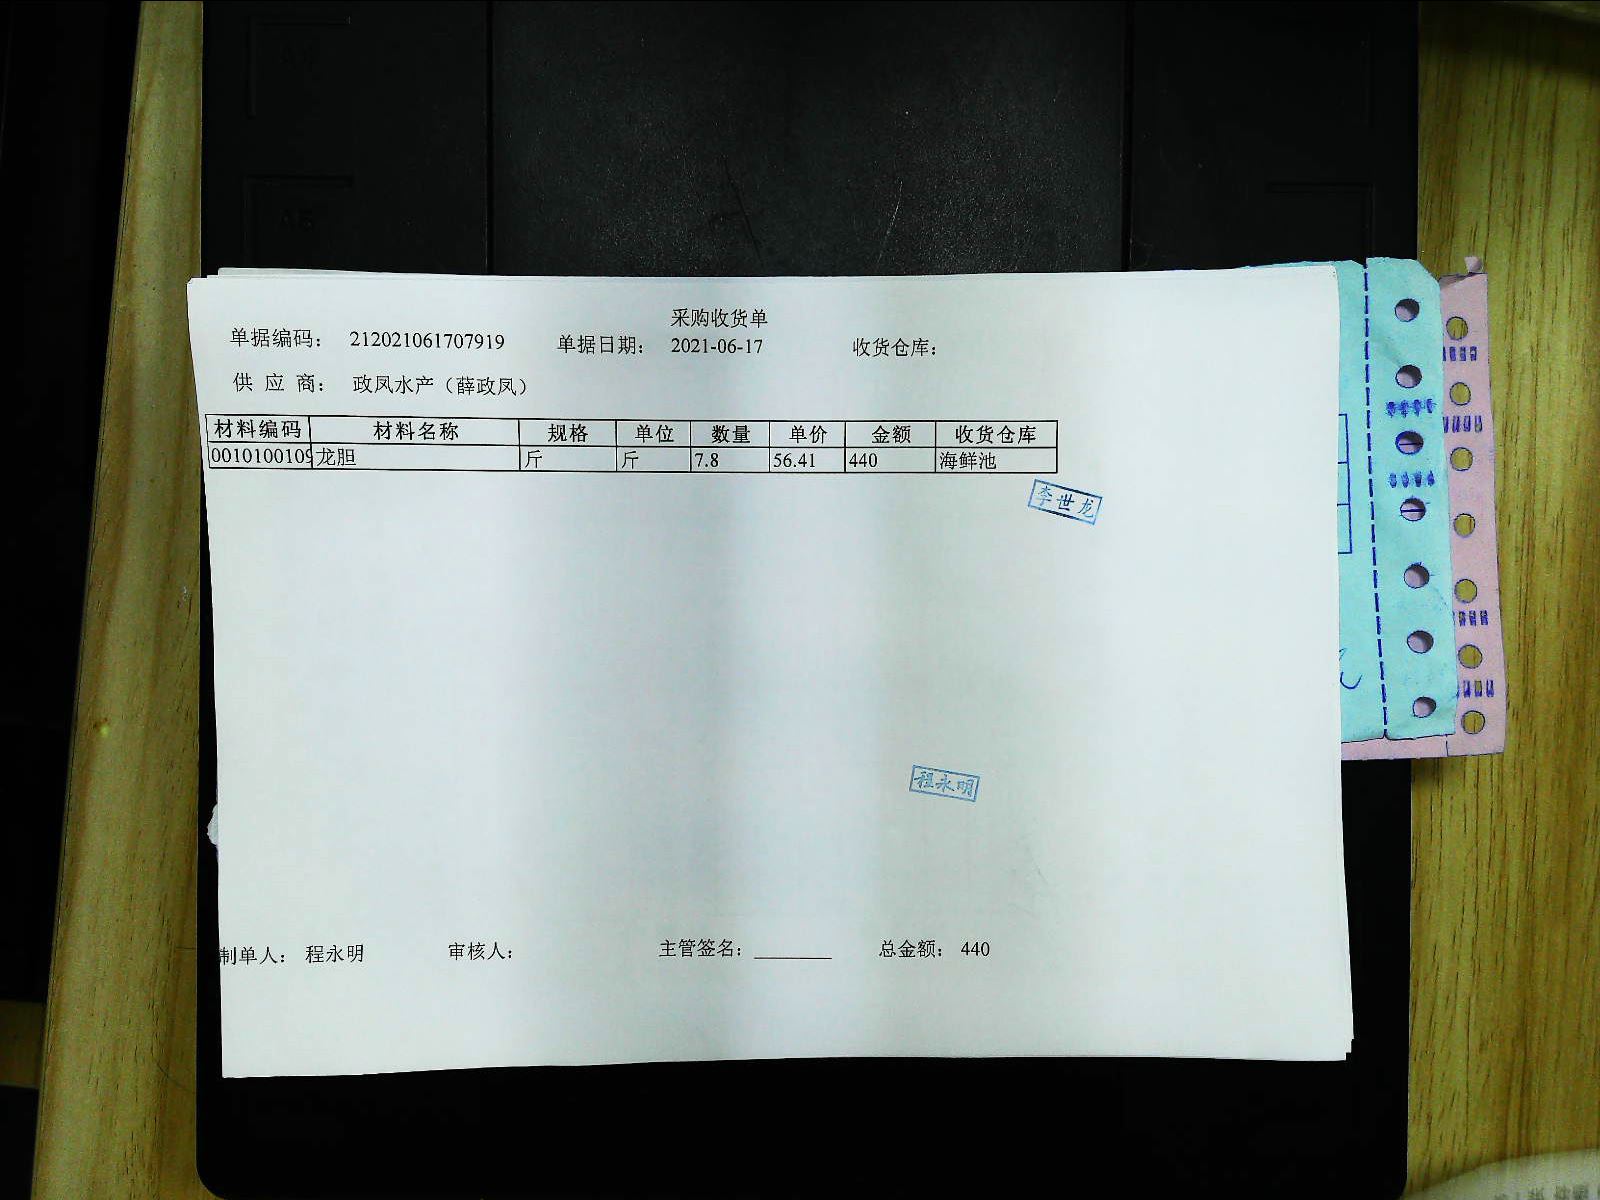 采购收货单
单据编码： 212021061707919 单据日期： 2021-06-17 收货仓库：
供 应 商： 政凤水产（薛政凤）
材料编码 材料名称 规格 单位 数量 单价 金额 收货仓库
0010100109 龙胆 斤 斤 7.8 56.41 440 海鲜池
李世龙
程永明
制单人： 程永明 审核人： 主管签名：________ 总金额： 440